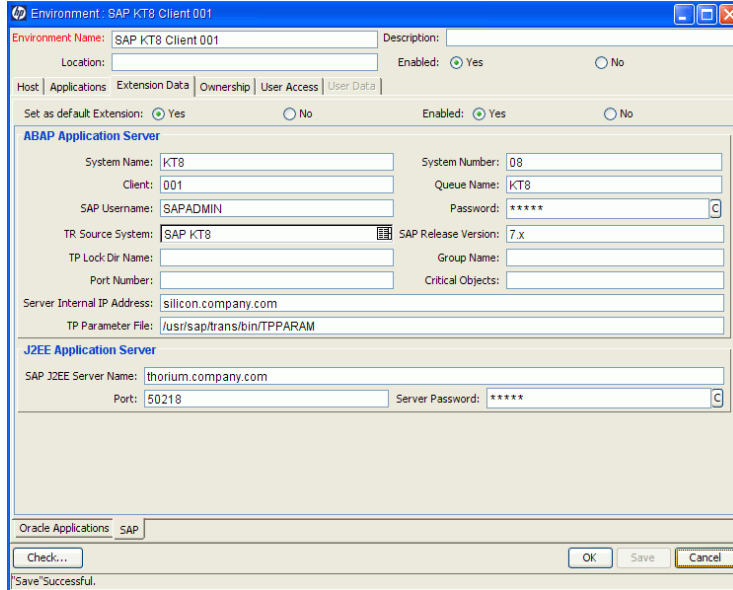 Environment : SAP KT8 Client 001
Environment Name: SAP KT8 Client 001 Description:
Location: Enabled: Yes No
Host Applications Extension Data Ownership User Access User Data
Set as default Extension: Yes No Enabled: Yes No
ABAP Application Server
System Name: KT8 System Number: 08
Client: 001 Queue Name: KT8
SAP Username: SAPADMIN Password: ***** C
TR Source System: SAP KT8 SAP Release Version: 7.x
TP Lock Dir Name: Group Name:
Port Number: Critical Objects:
Server Internal IP Address: silicon.company.com
TP Parameter File: /usr/sap/trans/bin/TPPARAM
J2EE Application Server
SAP J2EE Server Name: thorium.company.com
Port: 50218 Server Password: ***** C
Oracle Applications SAP
Check... OK Save Cancel
"Save"Successful.